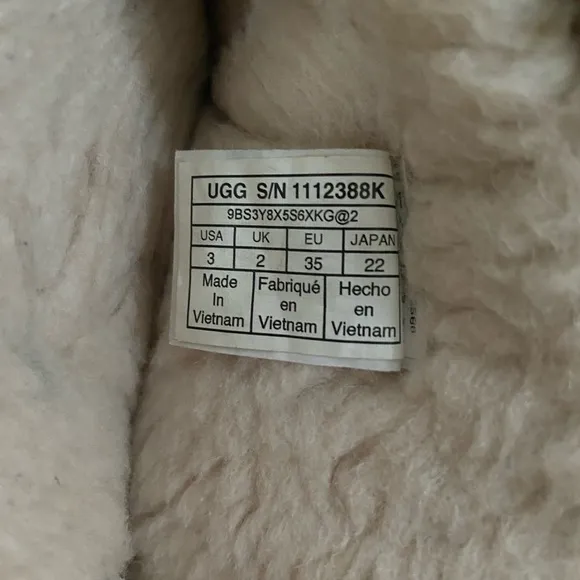 UGG S/N 1112388K
9BS3Y8X5S6XKG@2
USA UK EU JAPAN
3 2 35 22
Made Fabriqué Hecho
In en en
Vietnam Vietnam Vietnam